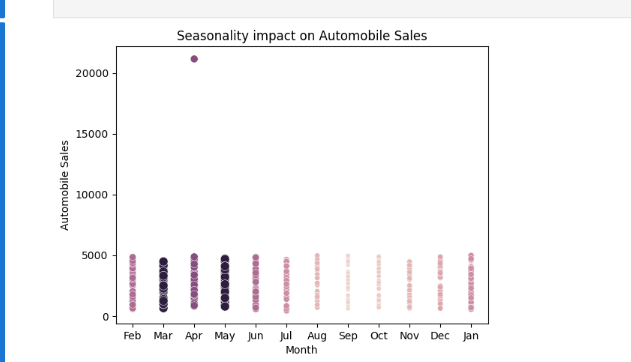 Seasonality impact on Automobile Sales
20000
15000
10000
5000
0
Automobile Sales
Feb Mar Apr May Jun Jul Aug Sep Oct Nov Dec Jan
Month